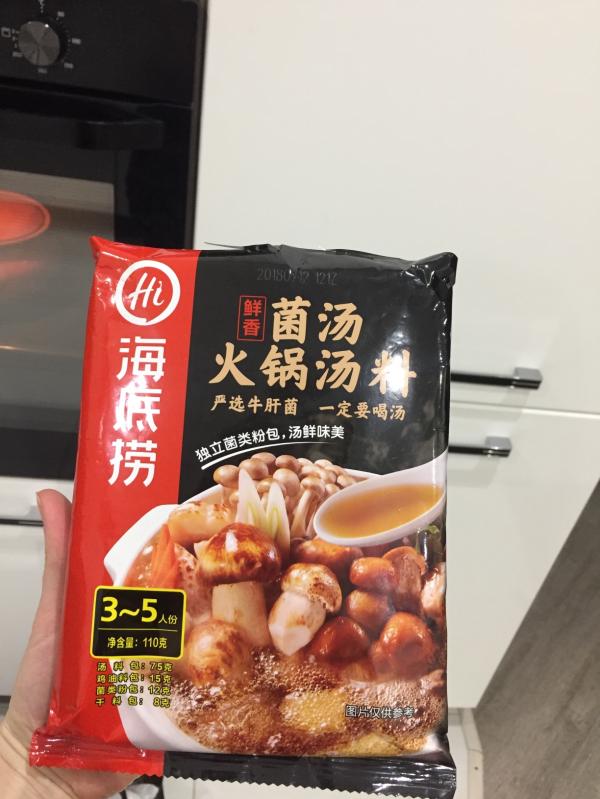 Hi
海底捞
鲜香
菌汤
火锅汤料
严选牛肝菌 一定要喝汤
独立菌类粉包，汤鲜味美
3~5人份
净含量：110克
汤料包：75克
鸡油料包：15克
菌类粉包：12克
干料包：8克
图片仅供参考